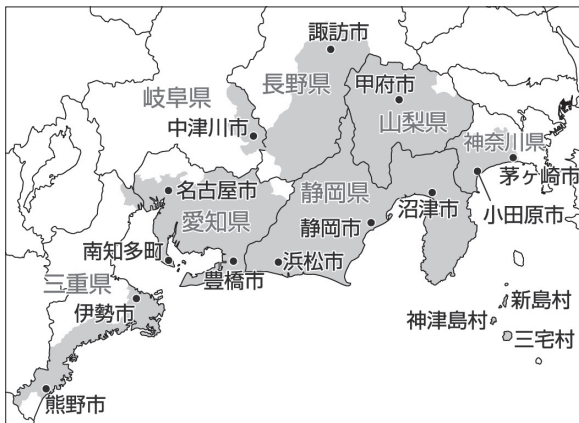 諏訪市
甲府市
長野県
岐阜県
山梨県
中津川市
神奈川県
茅ヶ崎市
名古屋市
静岡県
沼津市
小田原市
愛知県
静岡市
南知多町
豊橋市
浜松市
三重県
伊勢市
新島村
神津島村
三宅村
熊野市